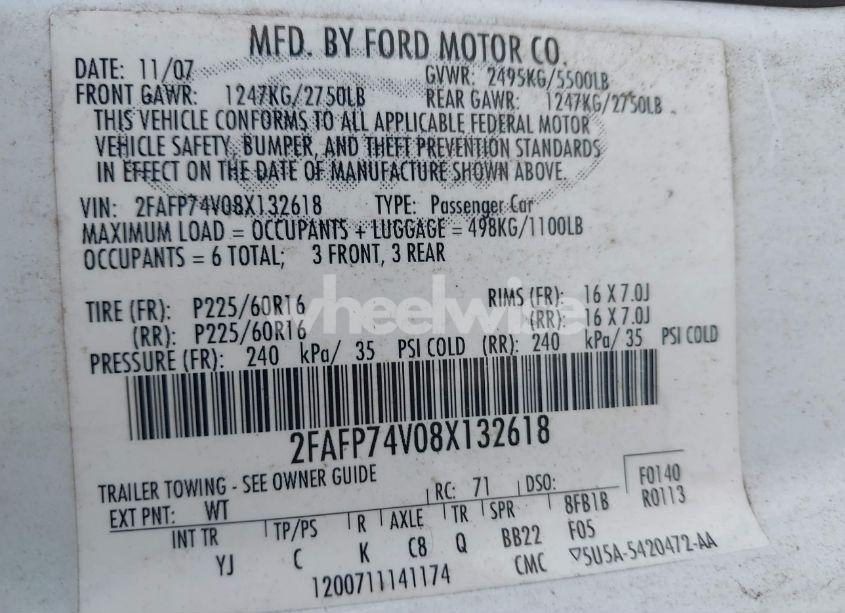 MFD. BY FORD MOTOR CO.
DATE: 11/07 GVWR: 2495KG/5500LB
FRONT GAWR: 1247KG/2750LB REAR GAWR: 1247KG/2750LB
THIS VEHICLE CONFORMS TO ALL APPLICABLE FEDERAL MOTOR
VEHICLE SAFETY, BUMPER, AND THEFT PREVENTION STANDARDS
IN EFFECT ON THE DATE OF MANUFACTURE SHOWN ABOVE.
VIN: 2FAFP74V08X132618 TYPE: Passenger Car
MAXIMUM LOAD = OCCUPANTS + LUGGAGE = 498KG/1100LB
OCCUPANTS = 6 TOTAL; 3 FRONT, 3 REAR
TIRE (FR): P225/60R16 RIMS (FR): 16 X 7.0J
(RR): P225/60R16 (RR): 16 X 7.0J
PRESSURE (FR): 240 kPa/ 35 PSI COLD (RR): 240 kPa/ 35 PSI COLD
wheelwise
2FAFP74V08X132618
TRAILER TOWING - SEE OWNER GUIDE
EXT PNT: WT RC: 71 DSO: F0140
R0113
INT TR TP/PS R AXLE TR SPR 8FB1B
YJ C K C8 Q BB22 F05
1200711141174 CMC ▽5U5A-5420472-AA